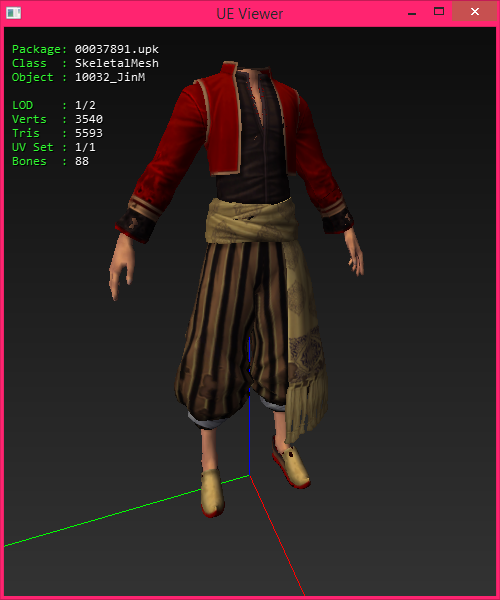 UE Viewer
Package: 00037891.upk
Class : SkeletalMesh
Object : 10032_JinM
LOD : 1/2
Verts : 3540
Tris : 5593
UV Set : 1/1
Bones : 88